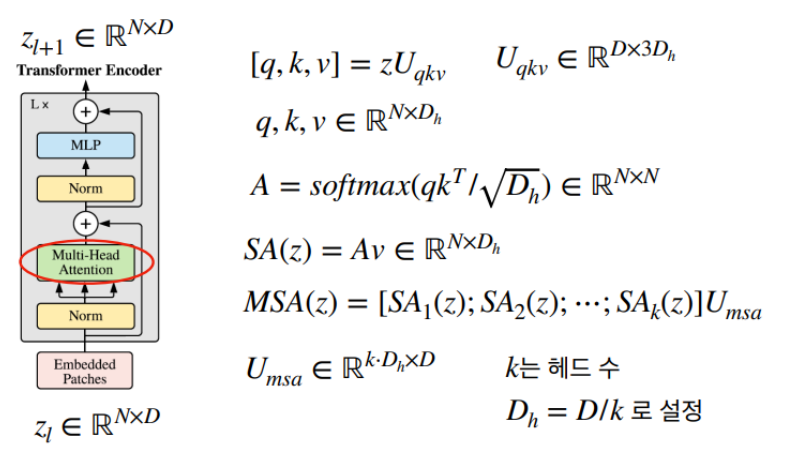 z_{l+1} ∈ ℝ^{N×D}
Transformer Encoder
L ×
+
MLP
Norm
+
Multi-Head
Attention
Norm
Embedded
Patches
z_l ∈ ℝ^{N×D}
[q, k, v] = zU_{qkv} U_{qkv} ∈ ℝ^{D×3D_h}
q, k, v ∈ ℝ^{N×D_h}
A = softmax(qk^T/√D_h) ∈ ℝ^{N×N}
SA(z) = Av ∈ ℝ^{N×D_h}
MSA(z) = [SA_1(z); SA_2(z); ⋯; SA_k(z)]U_{msa}
U_{msa} ∈ ℝ^{k·D_h×D} k는 헤드 수
D_h = D/k 로 설정